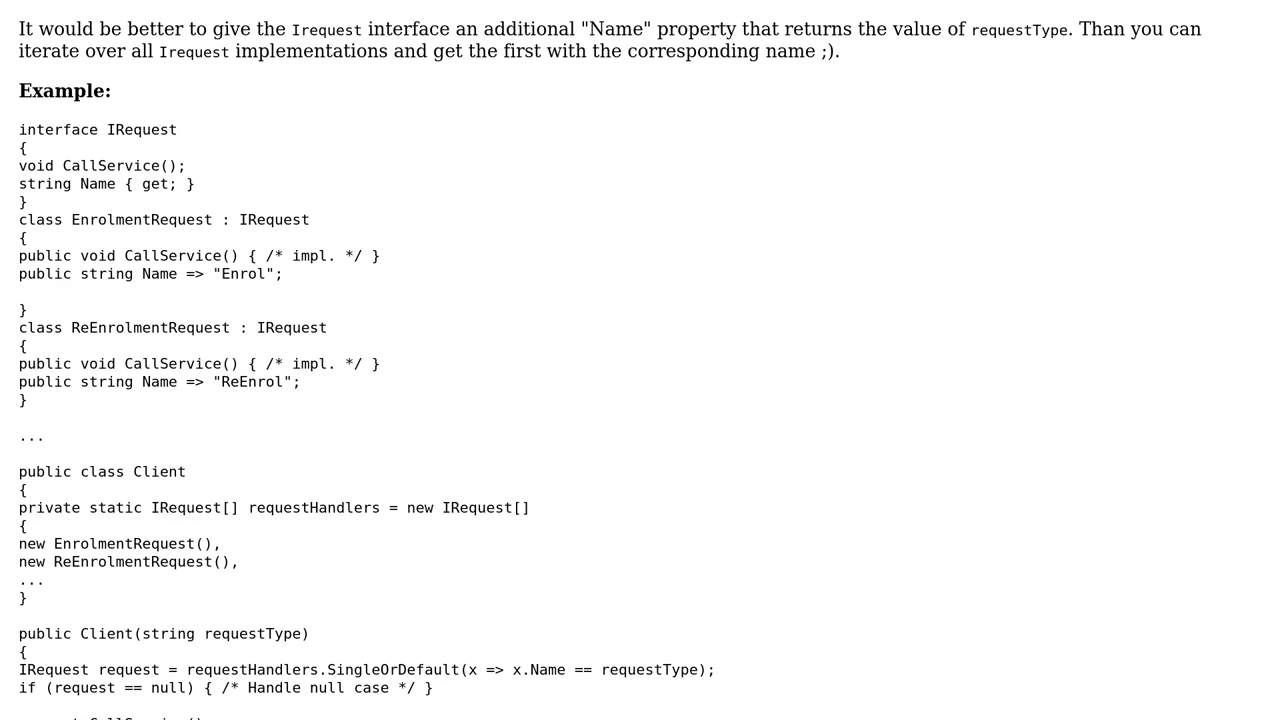 It would be better to give the Irequest interface an additional "Name" property that returns the value of requestType. Than you can
iterate over all Irequest implementations and get the first with the corresponding name ;).
Example:
interface IRequest
{
void CallService();
string Name { get; }
}
class EnrolmentRequest : IRequest
{
public void CallService() { /* impl. */ }
public string Name => "Enrol";
}
class ReEnrolmentRequest : IRequest
{
public void CallService() { /* impl. */ }
public string Name => "ReEnrol";
}
...
public class Client
{
private static IRequest[] requestHandlers = new IRequest[]
{
new EnrolmentRequest(),
new ReEnrolmentRequest(),
...
}
public Client(string requestType)
{
IRequest request = requestHandlers.SingleOrDefault(x => x.Name == requestType);
if (request == null) { /* Handle null case */ }